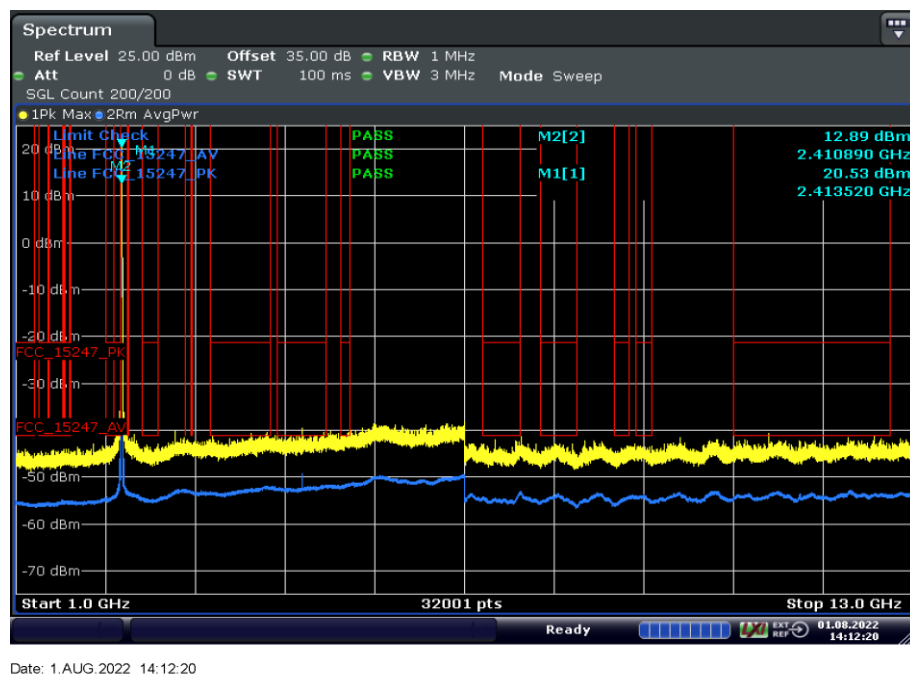 Spectrum
Ref Level 25.00 dBm Offset 35.00 dB RBW 1 MHz
Att 0 dB SWT 100 ms VBW 3 MHz Mode Sweep
SGL Count 200/200
1Pk Max 2Rm AvgPwr
Limit Check PASS M2[2] 12.89 dBm
20 dBm Line FCC_15247_AV M1 PASS 2.410890 GHz
Line FCC_15247_PK M2 PASS M1[1] 20.53 dBm
10 dBm 2.413520 GHz
0 dBm
-10 dBm
-20 dBm
FCC_15247_PK
-30 dBm
FCC_15247_AV
-50 dBm
-60 dBm
-70 dBm
Start 1.0 GHz 32001 pts Stop 13.0 GHz
Ready LXI EXT REF 01.08.2022
14:12:20
Date: 1.AUG.2022 14:12:20